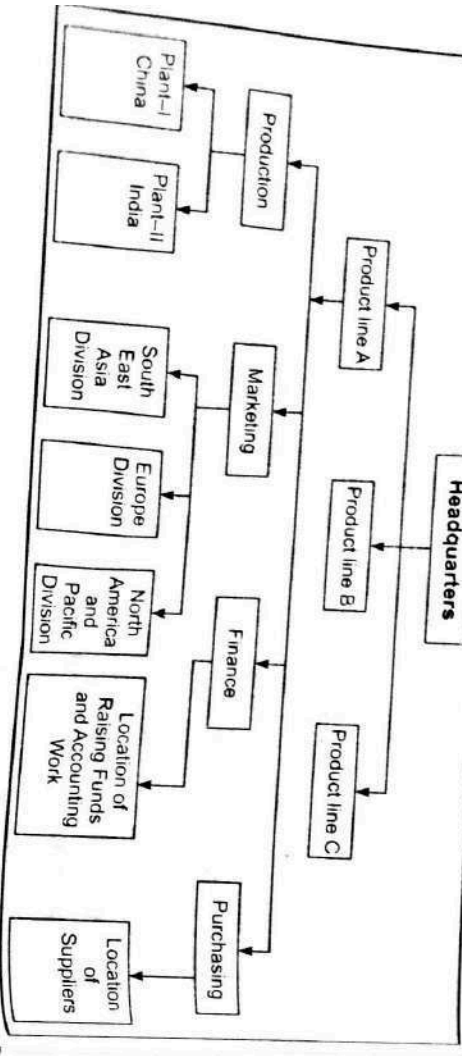 Headquarters
Product line A
Product line B
Product line C
Production
Marketing
Finance
Purchasing
Plant–I
China
Plant–II
India
South
East
Asia
Division
Europe
Division
North
America
and
Pacific
Division
Location of
Raising Funds
and Accounting
Work
Location
of
Suppliers